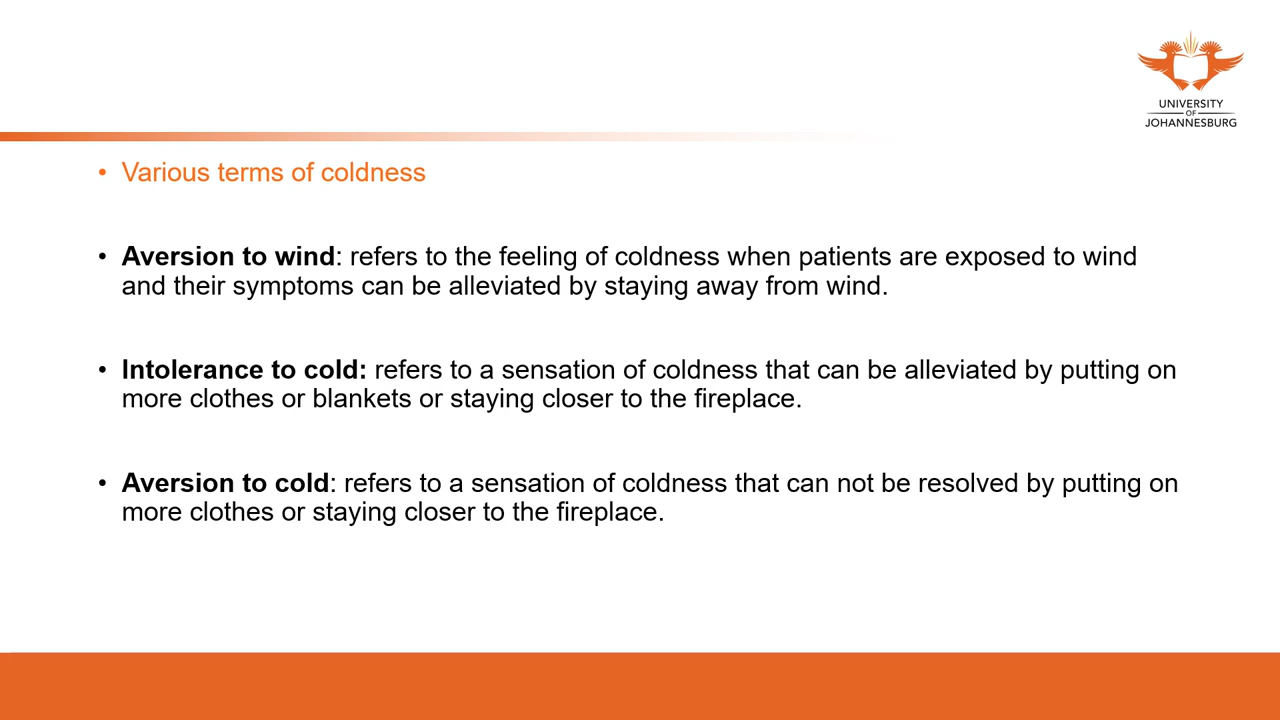 UNIVERSITY
OF
JOHANNESBURG
• Various terms of coldness
• Aversion to wind: refers to the feeling of coldness when patients are exposed to wind
and their symptoms can be alleviated by staying away from wind.
• Intolerance to cold: refers to a sensation of coldness that can be alleviated by putting on
more clothes or blankets or staying closer to the fireplace.
• Aversion to cold: refers to a sensation of coldness that can not be resolved by putting on
more clothes or staying closer to the fireplace.